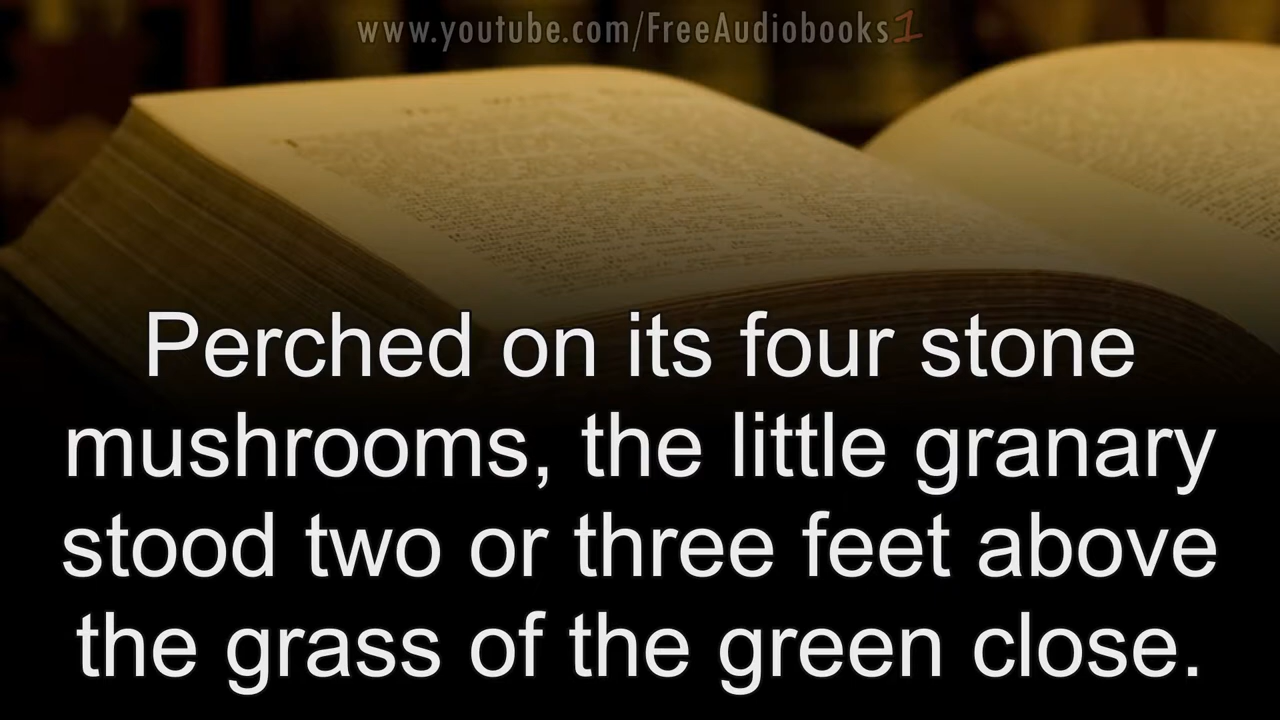 www.youtube.com/FreeAudiobooks1
Perched on its four stone
mushrooms, the little granary
stood two or three feet above
the grass of the green close.